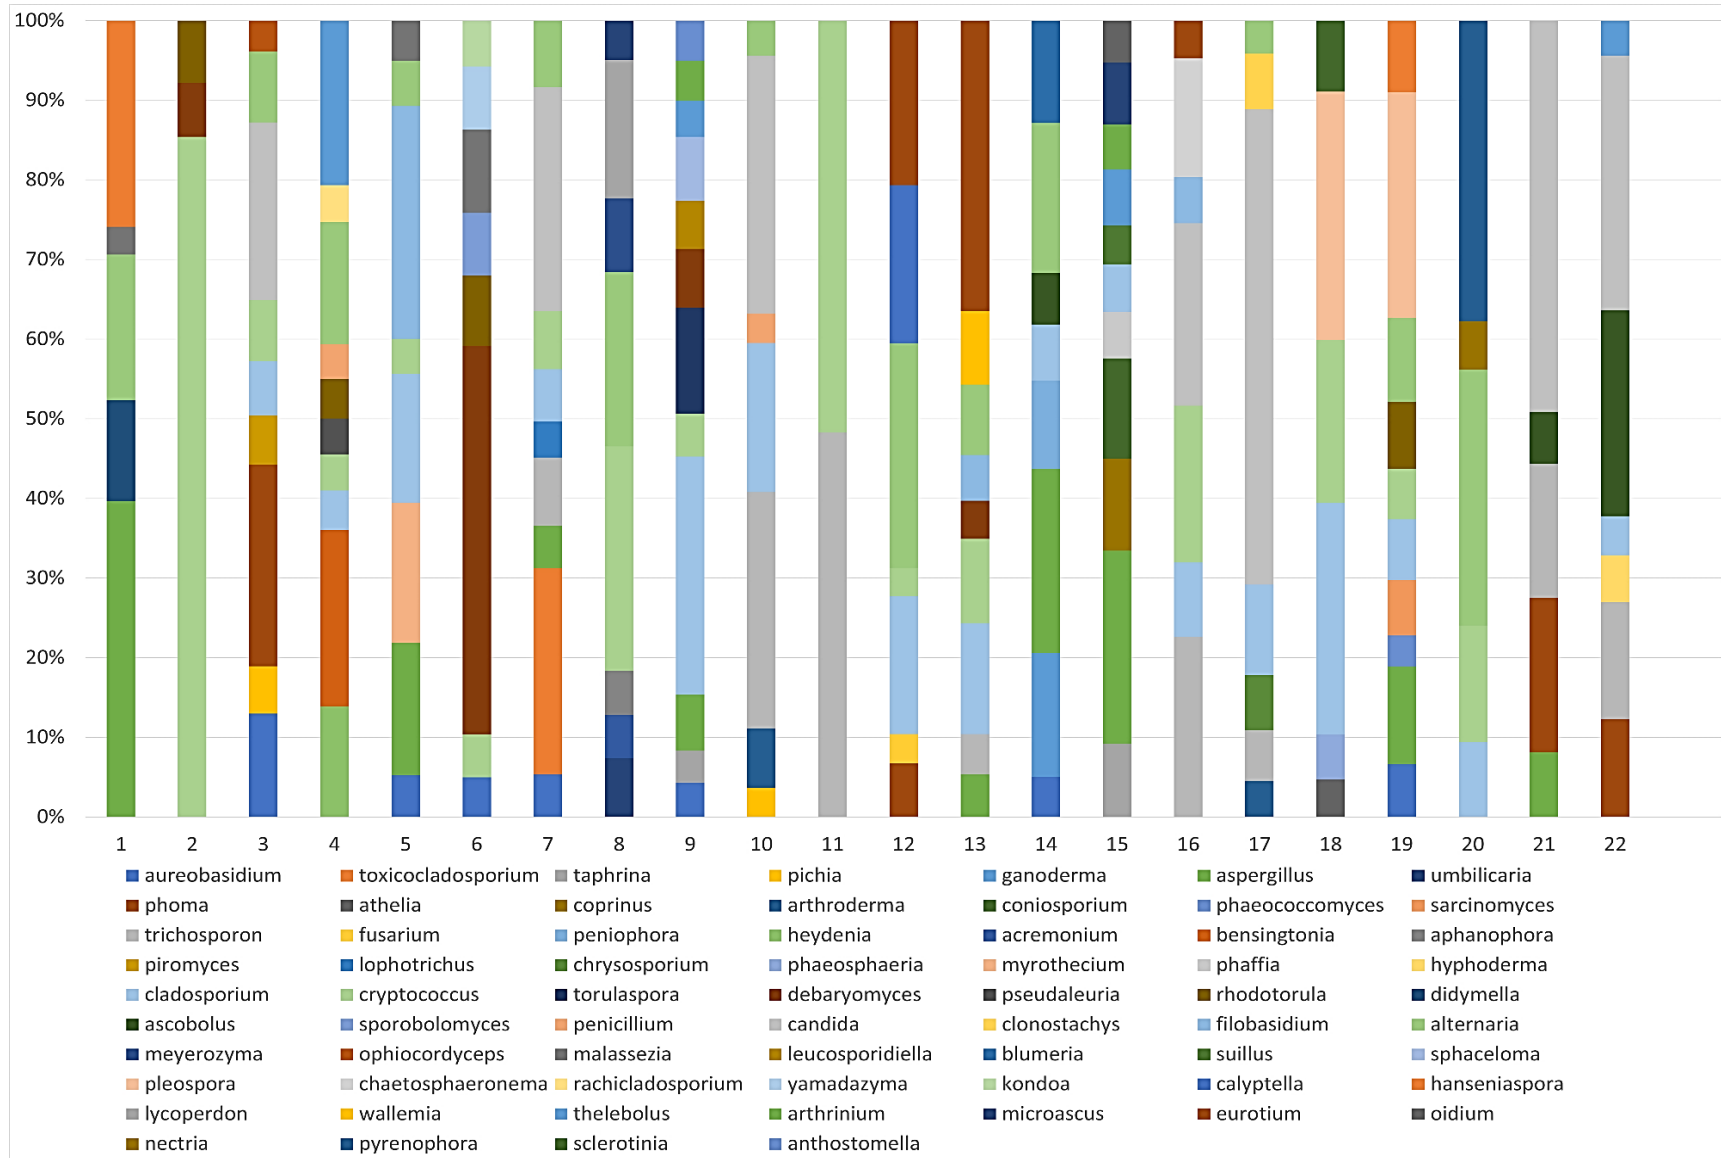 100%
90%
80%
70%
60%
50%
40%
30%
20%
10%
0%
1 2 3 4 5 6 7 8 9 10 11 12 13 14 15 16 17 18 19 20 21 22
aureobasidium toxicocladosporium taphrina pichia ganoderma aspergillus umbilicaria
phoma athelia coprinus arthroderma coniosporium phaeococcomyces sarcinomyces
trichosporon fusarium peniophora heydenia acremonium bensingtonia aphanophora
piromyces lophotrichus chrysosporium phaeosphaeria myrothecium phaffia hyphoderma
cladosporium cryptococcus torulaspora debaryomyces pseudaleuria rhodotorula didymella
ascobolus sporobolomyces penicillium candida clonostachys filobasidium alternaria
meyerozyma ophiocordyceps malassezia leucosporidiella blumeria suillus sphaceloma
pleospora chaetosphaeronema rachicladosporium yamadazyma kondoa calyptella hanseniaspora
lycoperdon wallemia thelebolus arthrinium microascus eurotium oidium
nectria pyrenophora sclerotinia anthostomella